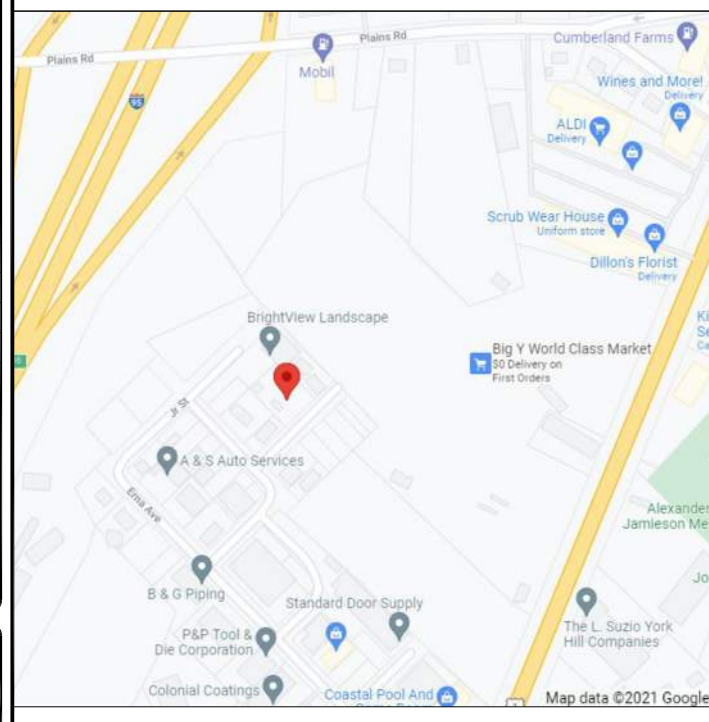 Plains Rd
Cumberland Farms
Plains Rd
Mobil
Wines and More!
Delivery
95
ALDI
Delivery
Scrub Wear House
Uniform store
Dillon's Florist
Delivery
BrightView Landscape
Big Y World Class Market
$0 Delivery on
First Orders
Jr St
A & S Auto Services
Erna Ave
Alexander
Jamieson Me
B & G Piping
Standard Door Supply
The L. Suzio York
Hill Companies
P&P Tool &
Die Corporation
Colonial Coatings
Coastal Pool And
Map data ©2021 Google